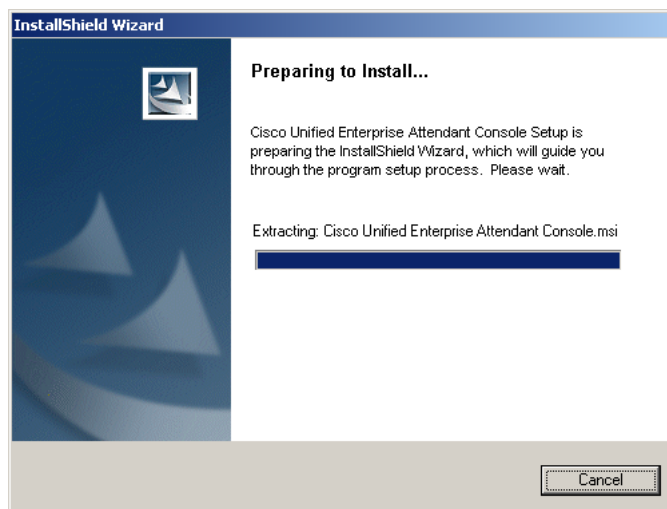 InstallShield Wizard
Preparing to Install...
Cisco Unified Enterprise Attendant Console Setup is
preparing the InstallShield Wizard, which will guide you
through the program setup process.  Please wait.
Extracting: Cisco Unified Enterprise Attendant Console.msi
Cancel